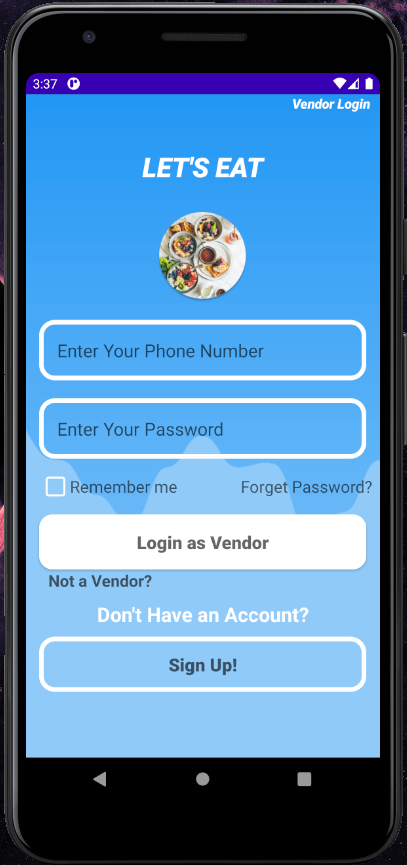 3:37
Vendor Login
LET'S EAT
Enter Your Phone Number
Enter Your Password
Remember me Forget Password?
Login as Vendor
Not a Vendor?
Don't Have an Account?
Sign Up!